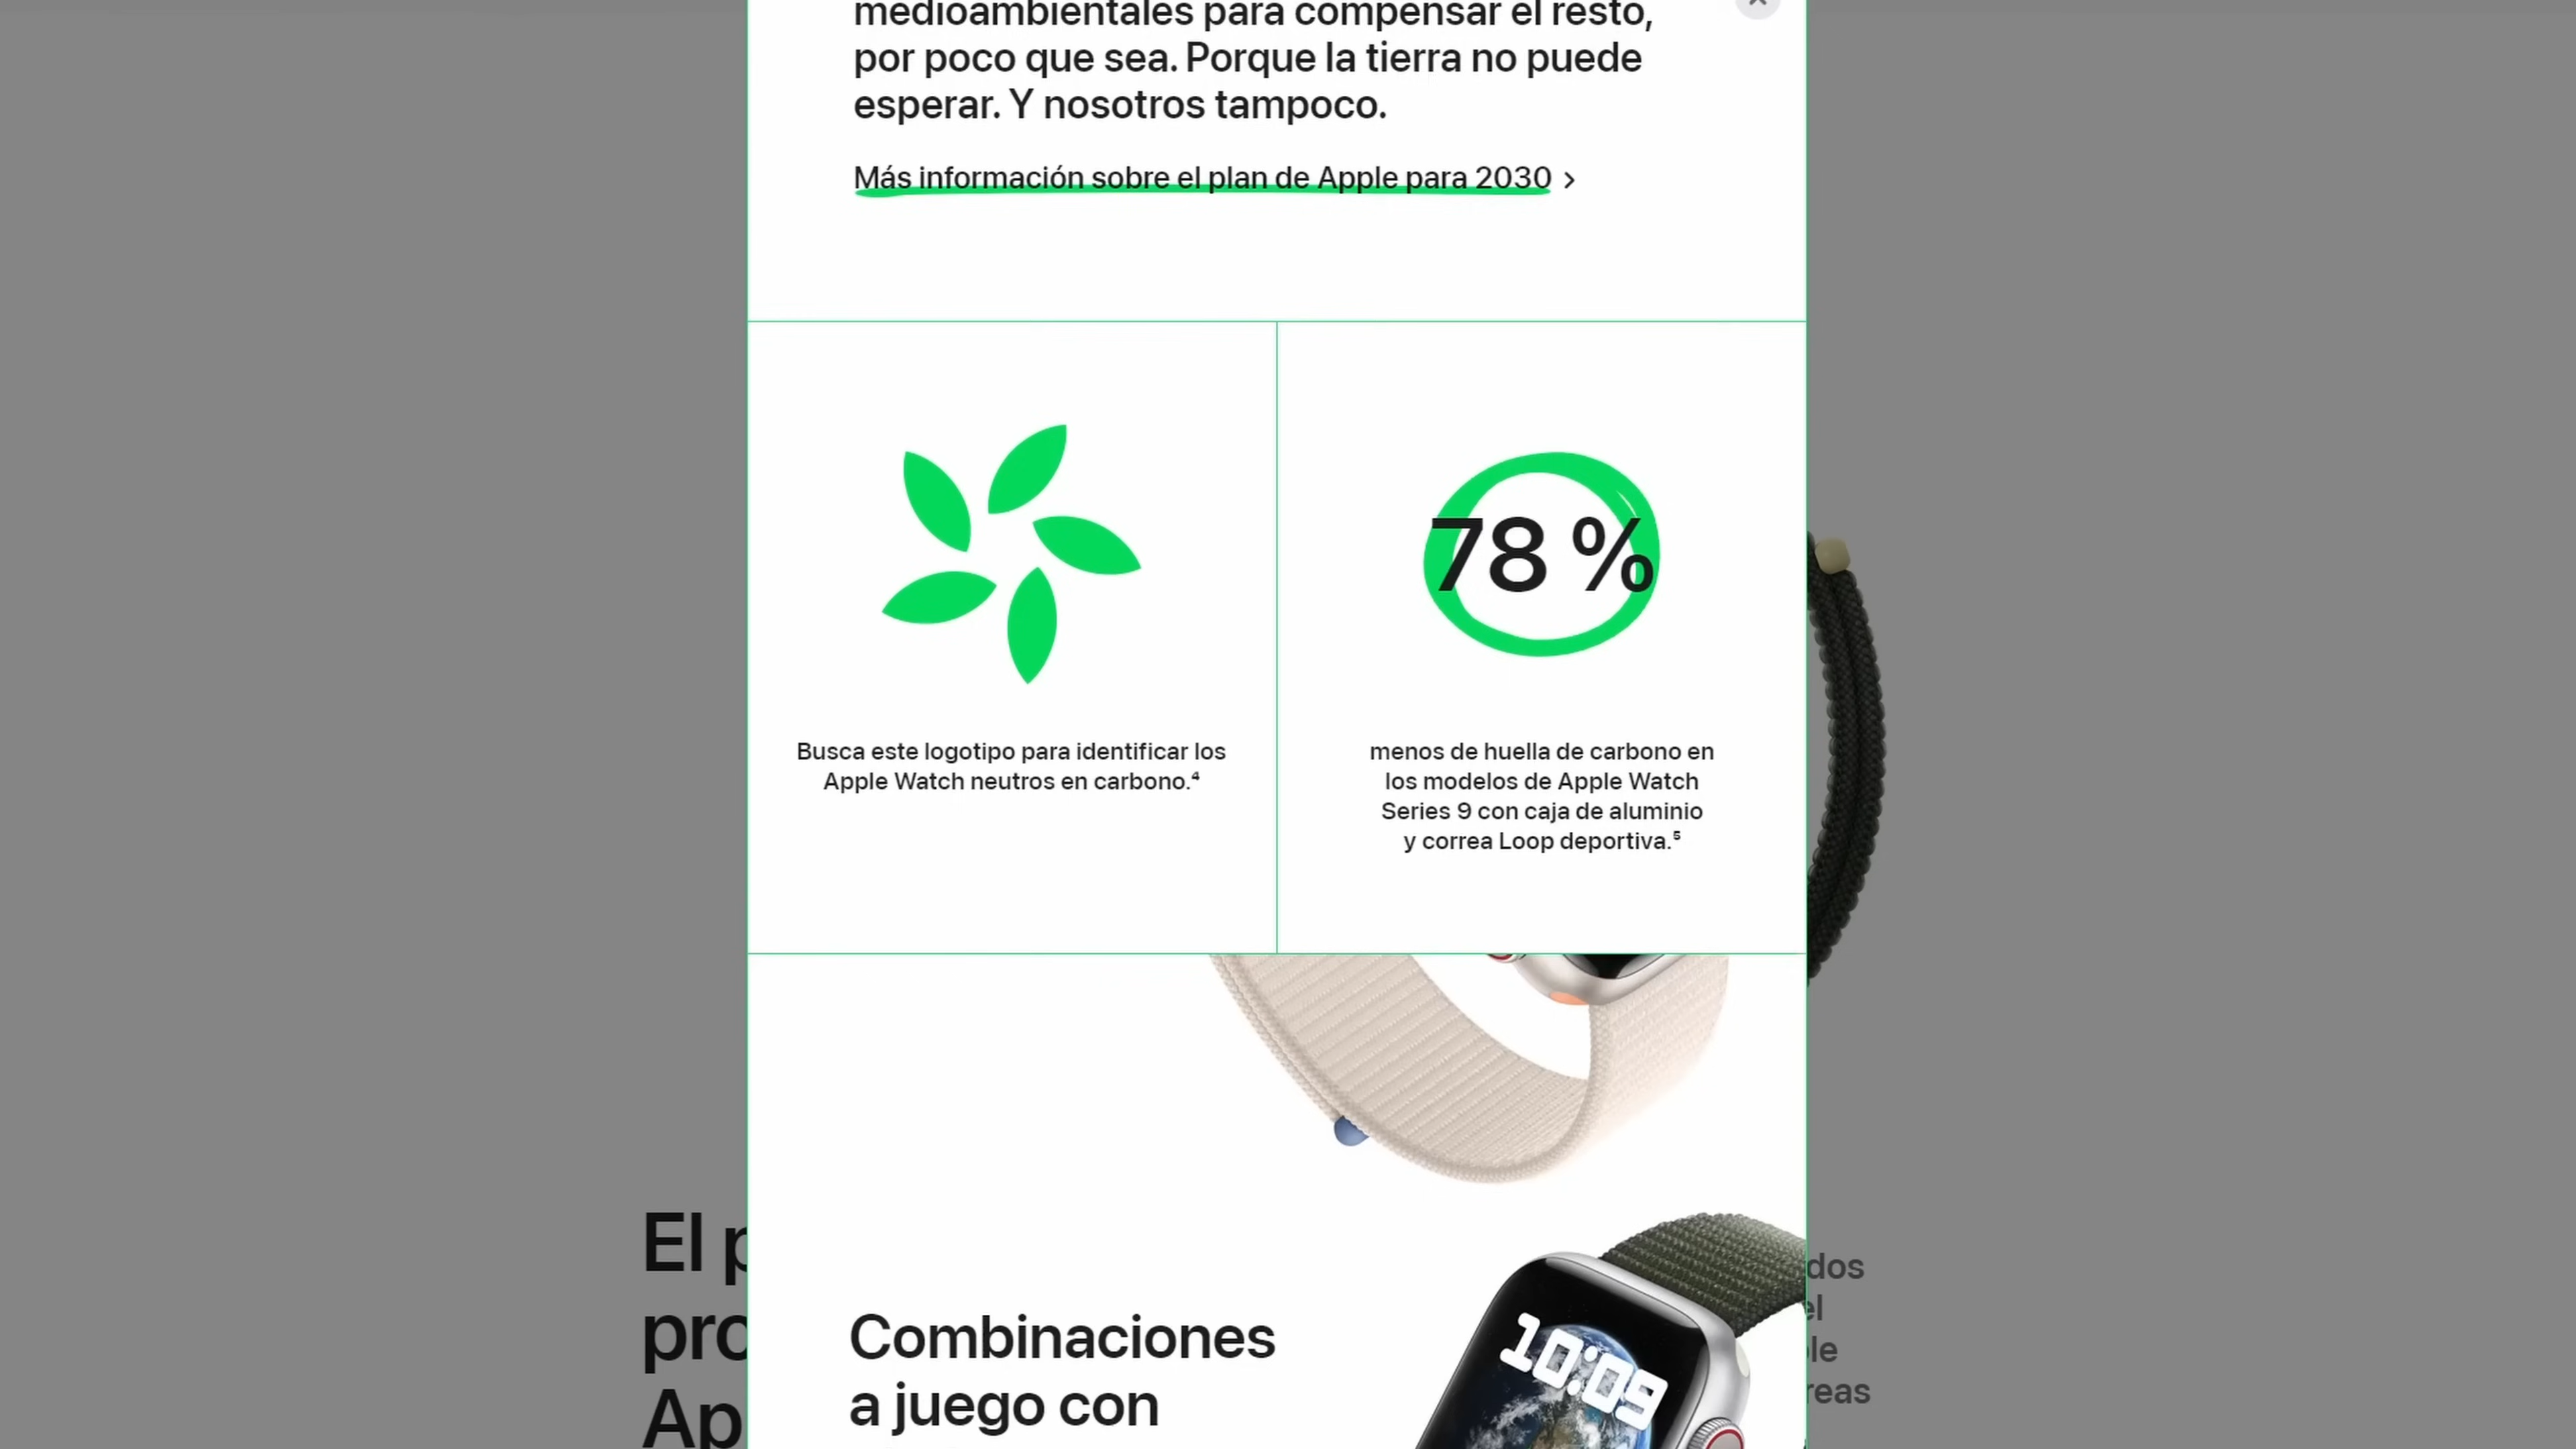 medioambientales para compensar el resto,
por poco que sea. Porque la tierra no puede
esperar. Y nosotros tampoco.
Más información sobre el plan de Apple para 2030 >
78 %
Busca este logotipo para identificar los
Apple Watch neutros en carbono.⁴
menos de huella de carbono en
los modelos de Apple Watch
Series 9 con caja de aluminio
y correa Loop deportiva.⁵
Combinaciones
a juego con
10:09
El